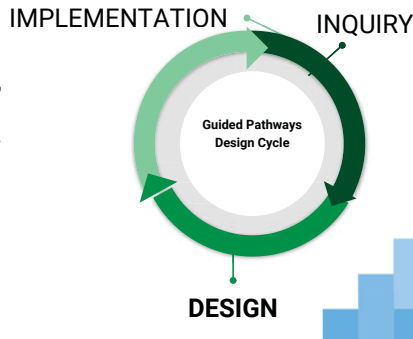 IMPLEMENTATION
INQUIRY
Guided Pathways
Design Cycle
DESIGN